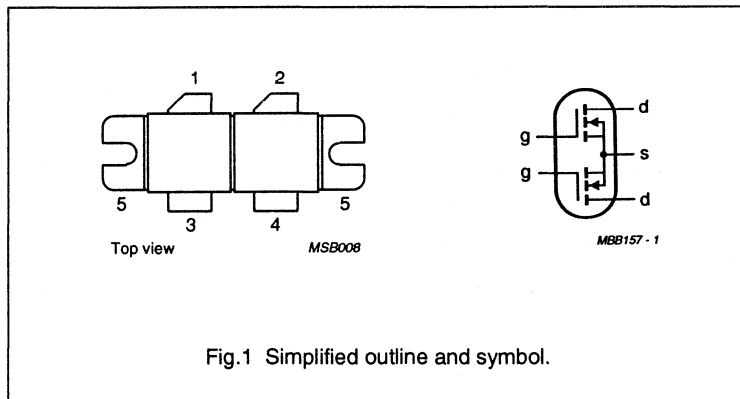 1 2
5 3 4 5
Top view MSB008
d
g
s
g
d
MBB157 - 1
Fig.1 Simplified outline and symbol.